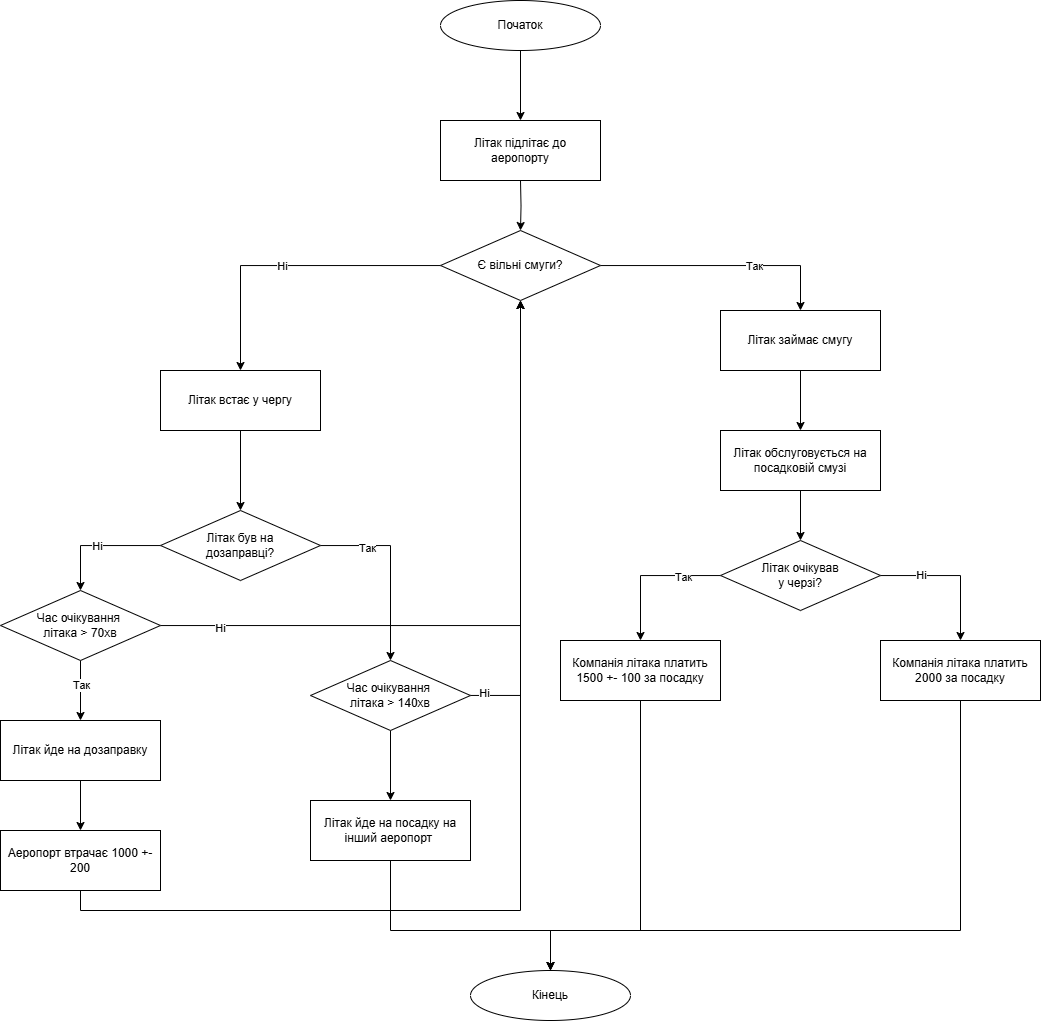 Початок
Літак підлітає до
аеропорту
Є вільні смуги?
Ні
Так
Літак займає смугу
Літак встає у чергу
Літак обслуговується на
посадковій смузі
Літак був на
дозаправці?
Ні
Так
Літак очікував
у черзі?
Так
Ні
Час очікування
літака > 70хв
Ні
Так
Час очікування
літака > 140хв
Ні
Компанія літака платить
1500 +- 100 за посадку
Компанія літака платить
2000 за посадку
Літак йде на дозаправку
Літак йде на посадку на
інший аеропорт
Аеропорт втрачає 1000 +-
200
Кінець